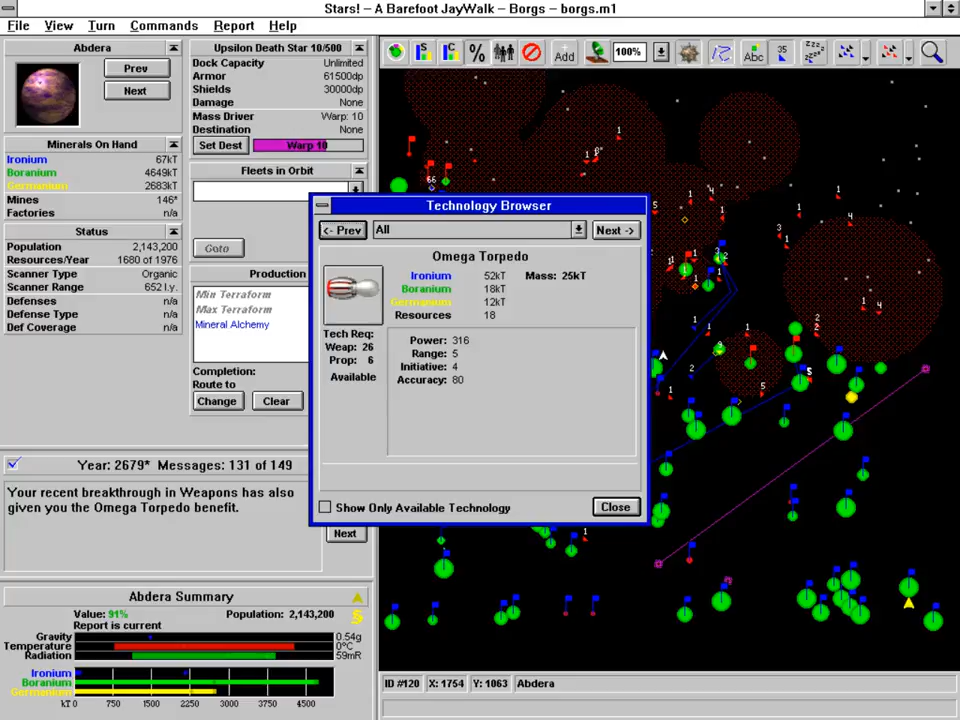 Stars! – A Barefoot JayWalk – Borgs – borgs.m1
File View Turn Commands Report Help
Abdera
Prev
Next
Minerals On Hand
Ironium 67kT
Boranium 4649kT
Germanium 2683kT
Mines 146*
Factories n/a
Status
Population 2,143,200
Resources/Year 1680 of 1976
Scanner Type Organic
Scanner Range 652 l.y.
Defenses n/a
Defense Type n/a
Def Coverage n/a
Upsilon Death Star 10/500
Dock Capacity Unlimited
Armor 61500dp
Shields 30000dp
Damage None
Mass Driver Warp: 10
Destination None
Set Dest Warp 10
Fleets in Orbit
Goto
Production
Min Terraform
Max Terraform
Mineral Alchemy
Completion:
Route to
Change Clear
S C % Add 100% Abc 35 zzz
Technology Browser
<- Prev All Next ->
Omega Torpedo
Ironium 52kT Mass: 25kT
Boranium 18kT
Germanium 12kT
Resources 18
Tech Req:
Weap: 26
Prop: 6
Available
Power: 316
Range: 5
Initiative: 4
Accuracy: 80
Show Only Available Technology Close
Year: 2679* Messages: 131 of 149
Your recent breakthrough in Weapons has also
given you the Omega Torpedo benefit.
Next
Abdera Summary
Value: 91% Population: 2,143,200
Report is current
Gravity 0.54g
Temperature 0°C
Radiation 59mR
Ironium
Boranium
Germanium
kT 0 750 1500 2250 3000 3750 4500
ID #120 X: 1754 Y: 1063 Abdera